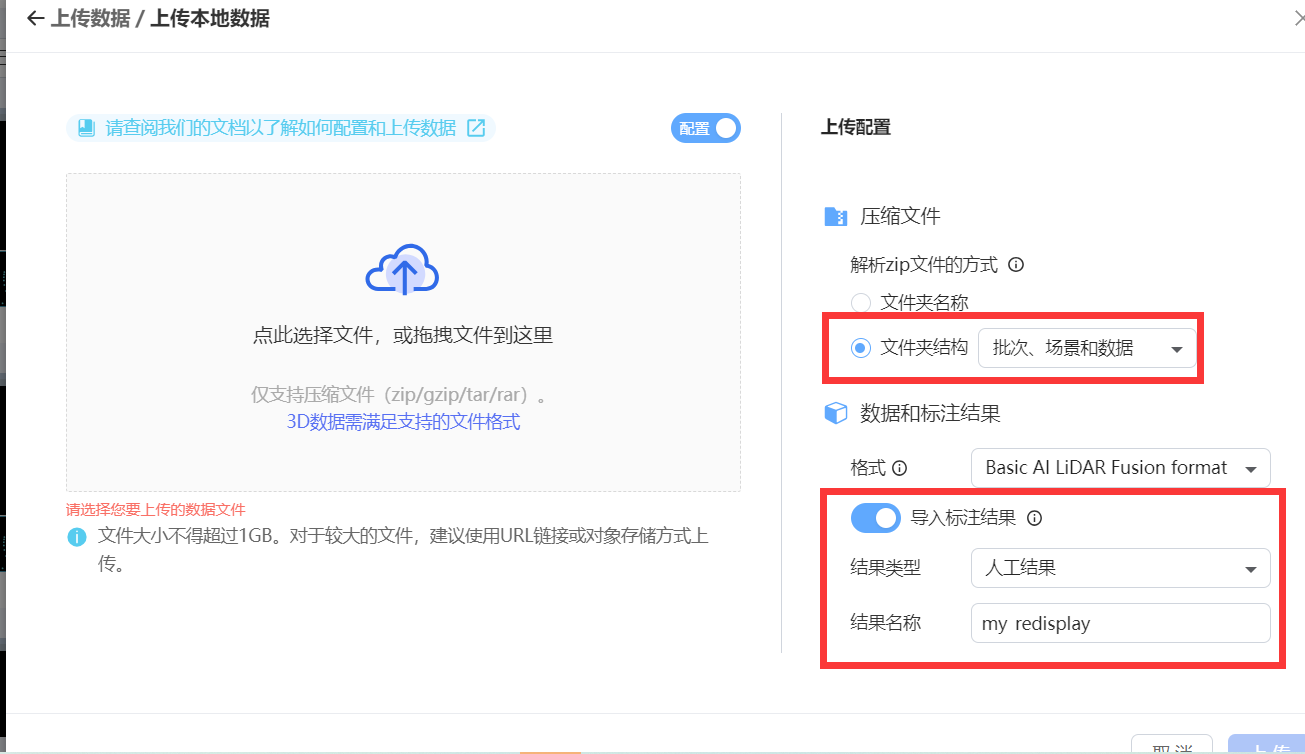 上传数据 / 上传本地数据
请查阅我们的文档以了解如何配置和上传数据
配置
点此选择文件，或拖拽文件到这里
仅支持压缩文件（zip/gzip/tar/rar）。
3D数据需满足支持的文件格式
请选择您要上传的数据文件
文件大小不得超过1GB。对于较大的文件，建议使用URL链接或对象存储方式上
传。
上传配置
压缩文件
解析zip文件的方式
文件夹名称
文件夹结构 批次、场景和数据
数据和标注结果
格式 Basic AI LiDAR Fusion format
导入标注结果
结果类型 人工结果
结果名称 my redisplay
取消 上传